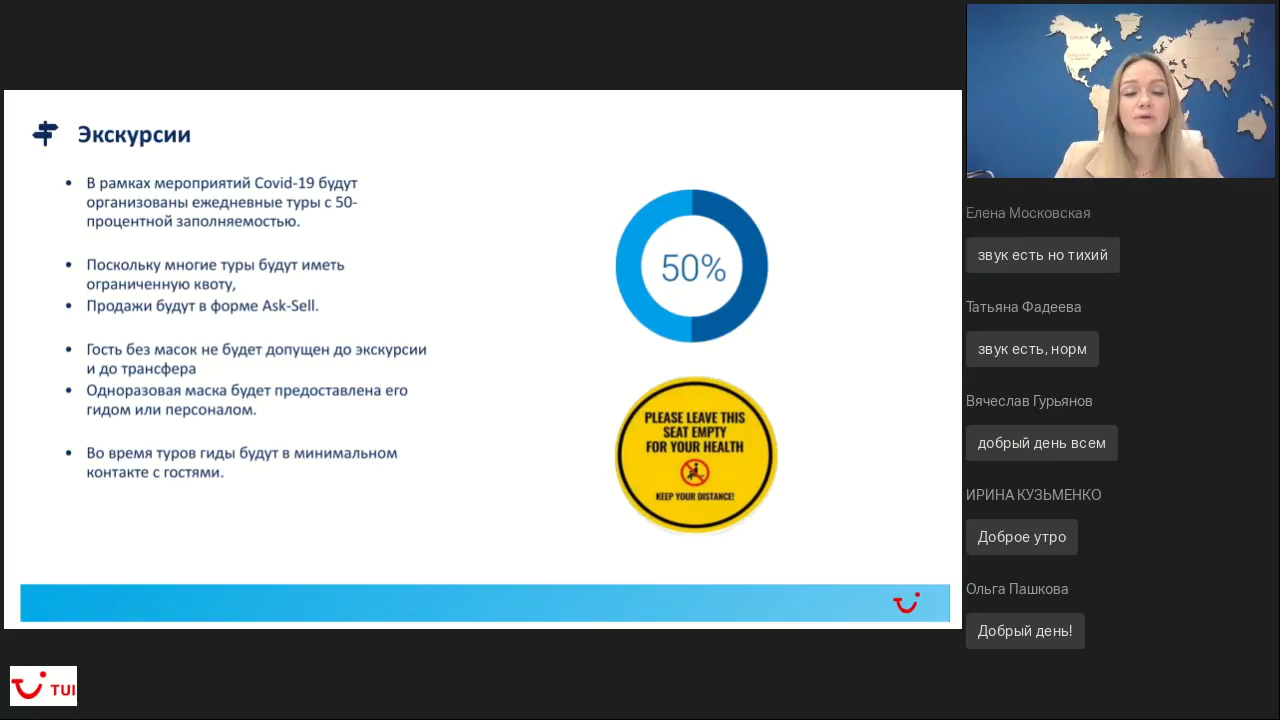 Экскурсии
В рамках мероприятий Covid-19 будут
организованы ежедневные туры с 50-
процентной заполняемостью.
Поскольку многие туры будут иметь
ограниченную квоту,
Продажи будут в форме Ask-Sell.
Гость без масок не будет допущен до экскурсии
и до трансфера
Одноразовая маска будет предоставлена его
гидом или персоналом.
Во время туров гиды будут в минимальном
контакте с гостями.
50%
PLEASE LEAVE THIS
SEAT EMPTY
FOR YOUR HEALTH
KEEP YOUR DISTANCE!
TUI
Елена Московская
звук есть но тихий
Татьяна Фадеева
звук есть, норм
Вячеслав Гурьянов
добрый день всем
ИРИНА КУЗЬМЕНКО
Доброе утро
Ольга Пашкова
Добрый день!